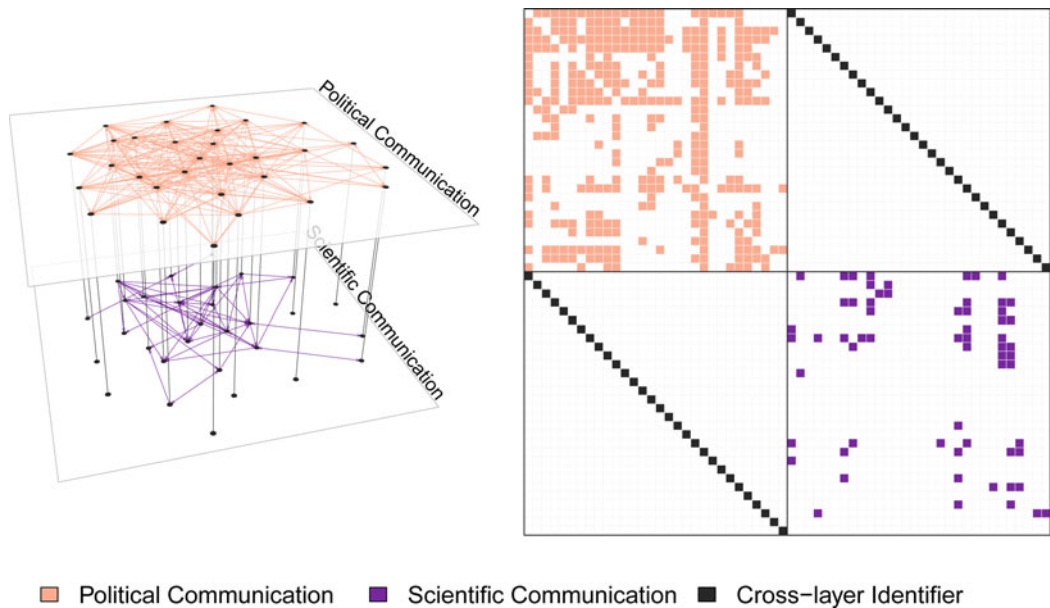 Political Communication
Scientific Communication
Political Communication Scientific Communication Cross-layer Identifier